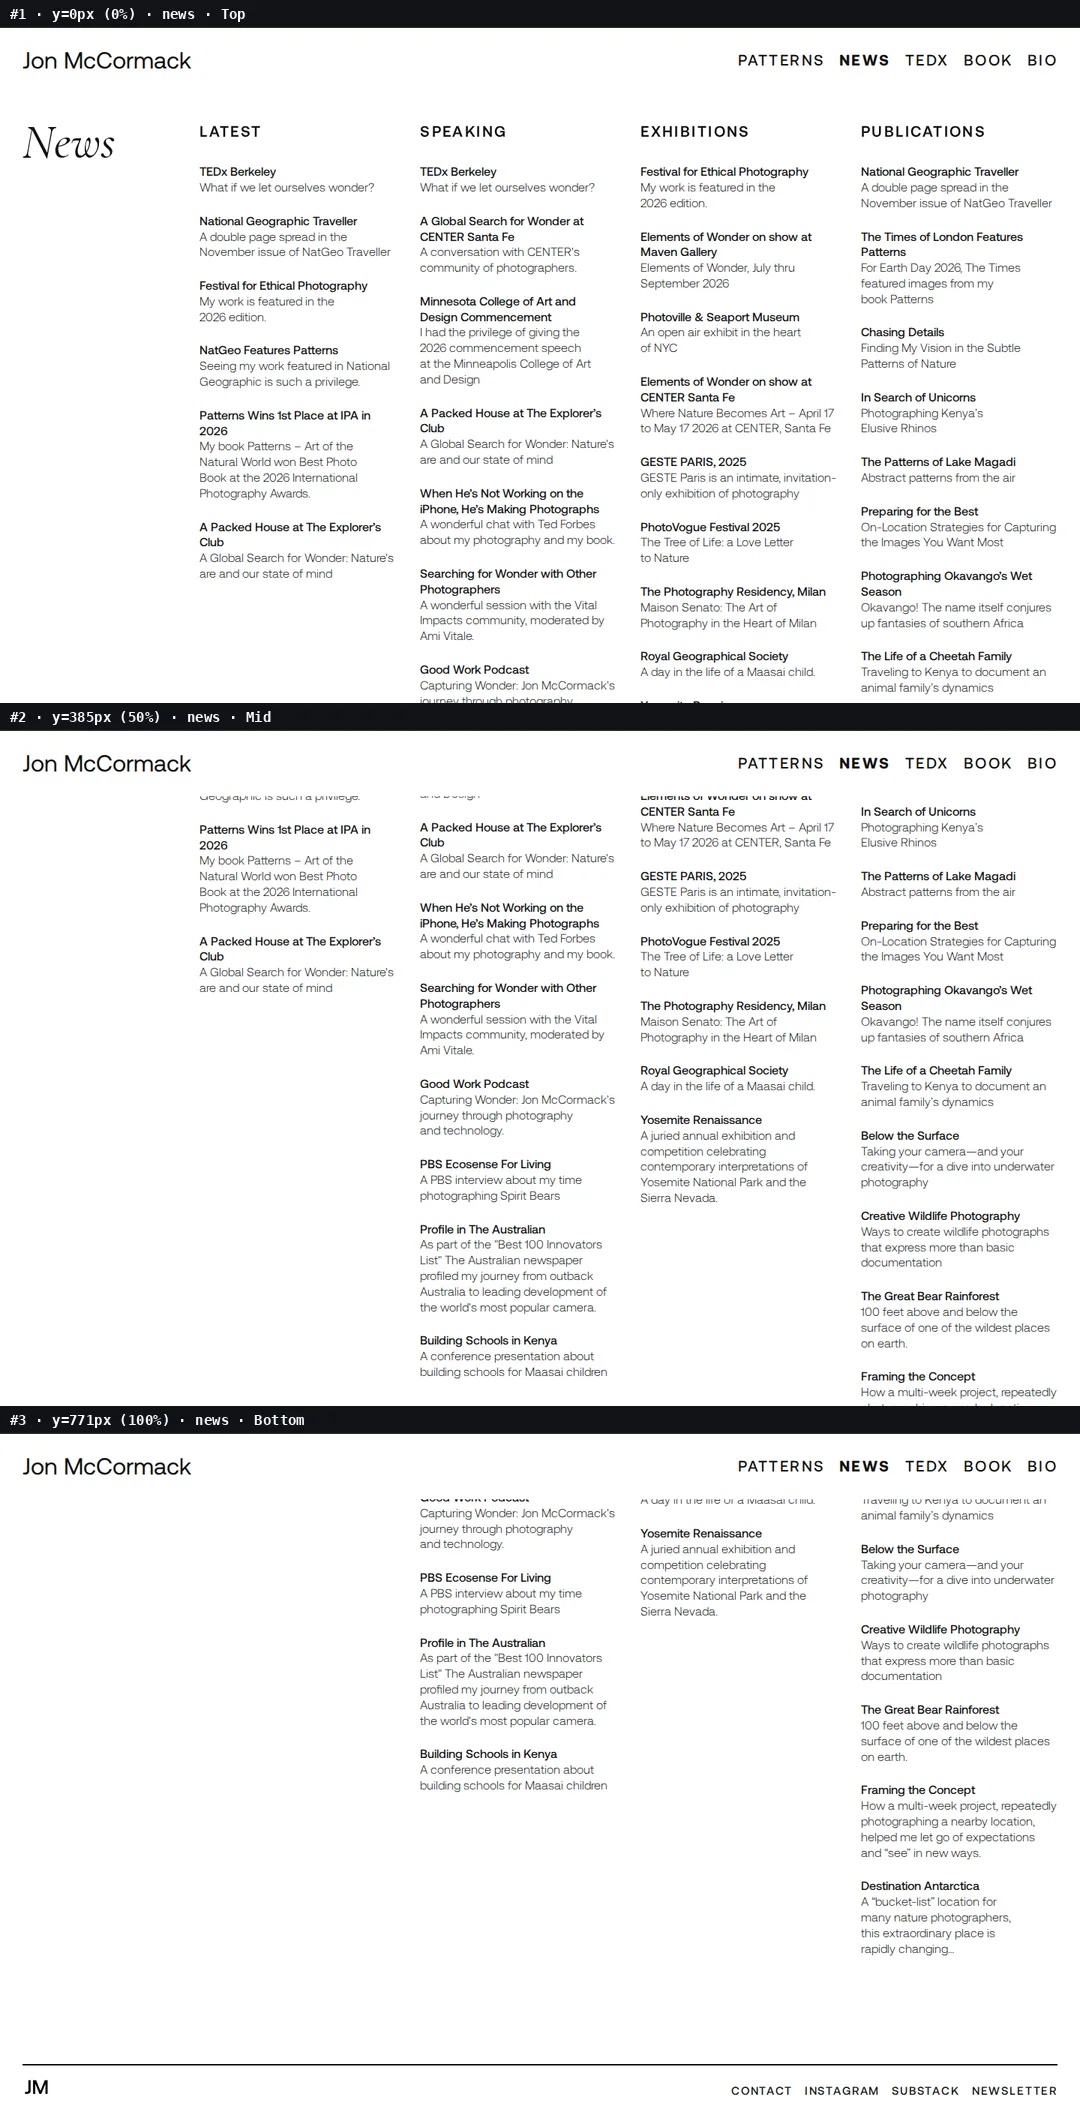 #1 · y=0px (0%) · news · Top
Jon McCormack
PATTERNS NEWS TEDX BOOK BIO
News
LATEST
TEDx Berkeley
What if we let ourselves wonder?
National Geographic Traveller
A double page spread in the
November issue of NatGeo Traveller
Festival for Ethical Photography
My work is featured in the
2026 edition.
NatGeo Features Patterns
Seeing my work featured in National
Geographic is such a privilege.
Patterns Wins 1st Place at IPA in
2026
My book Patterns – Art of the
Natural World won Best Photo
Book at the 2026 International
Photography Awards.
A Packed House at The Explorer’s
Club
A Global Search for Wonder: Nature's
are and our state of mind
SPEAKING
TEDx Berkeley
What if we let ourselves wonder?
A Global Search for Wonder at
CENTER Santa Fe
A conversation with CENTER’s
community of photographers.
Minnesota College of Art and
Design Commencement
I had the privilege of giving the
2026 commencement speech
at the Minneapolis College of Art
and Design
A Packed House at The Explorer’s
Club
A Global Search for Wonder: Nature's
are and our state of mind
When He’s Not Working on the
iPhone, He’s Making Photographs
A wonderful chat with Ted Forbes
about my photography and my book.
Searching for Wonder with Other
Photographers
A wonderful session with the Vital
Impacts community, moderated by
Ami Vitale.
Good Work Podcast
Capturing Wonder: Jon McCormack’s
journey through photography
EXHIBITIONS
Festival for Ethical Photography
My work is featured in the
2026 edition.
Elements of Wonder on show at
Maven Gallery
Elements of Wonder, July thru
September 2026
Photoville & Seaport Museum
An open air exhibit in the heart
of NYC
Elements of Wonder on show at
CENTER Santa Fe
Where Nature Becomes Art – April 17
to May 17 2026 at CENTER, Santa Fe
GESTE PARIS, 2025
GESTE Paris is an intimate, invitation-
only exhibition of photography
PhotoVogue Festival 2025
The Tree of Life: a Love Letter
to Nature
The Photography Residency, Milan
Maison Senato: The Art of
Photography in the Heart of Milan
Royal Geographical Society
A day in the life of a Maasai child.
PUBLICATIONS
National Geographic Traveller
A double page spread in the
November issue of NatGeo Traveller
The Times of London Features
Patterns
For Earth Day 2026, The Times
featured images from my
book Patterns
Chasing Details
Finding My Vision in the Subtle
Patterns of Nature
In Search of Unicorns
Photographing Kenya’s
Elusive Rhinos
The Patterns of Lake Magadi
Abstract patterns from the air
Preparing for the Best
On-Location Strategies for Capturing
the Images You Want Most
Photographing Okavango’s Wet
Season
Okavango! The name itself conjures
up fantasies of southern Africa
The Life of a Cheetah Family
Traveling to Kenya to document an
animal family’s dynamics
#2 · y=385px (50%) · news · Mid
Jon McCormack
PATTERNS NEWS TEDX BOOK BIO
Geographic is such a privilege.
Patterns Wins 1st Place at IPA in
2026
My book Patterns – Art of the
Natural World won Best Photo
Book at the 2026 International
Photography Awards.
A Packed House at The Explorer’s
Club
A Global Search for Wonder: Nature's
are and our state of mind
and Design
A Packed House at The Explorer’s
Club
A Global Search for Wonder: Nature's
are and our state of mind
When He’s Not Working on the
iPhone, He’s Making Photographs
A wonderful chat with Ted Forbes
about my photography and my book.
Searching for Wonder with Other
Photographers
A wonderful session with the Vital
Impacts community, moderated by
Ami Vitale.
Good Work Podcast
Capturing Wonder: Jon McCormack’s
journey through photography
and technology.
PBS Ecosense For Living
A PBS interview about my time
photographing Spirit Bears
Profile in The Australian
As part of the "Best 100 Innovators
List" The Australian newspaper
profiled my journey from outback
Australia to leading development of
the world’s most popular camera.
Building Schools in Kenya
A conference presentation about
building schools for Maasai children
Elements of Wonder on show at
CENTER Santa Fe
Where Nature Becomes Art – April 17
to May 17 2026 at CENTER, Santa Fe
GESTE PARIS, 2025
GESTE Paris is an intimate, invitation-
only exhibition of photography
PhotoVogue Festival 2025
The Tree of Life: a Love Letter
to Nature
The Photography Residency, Milan
Maison Senato: The Art of
Photography in the Heart of Milan
Royal Geographical Society
A day in the life of a Maasai child.
Yosemite Renaissance
A juried annual exhibition and
competition celebrating
contemporary interpretations of
Yosemite National Park and the
Sierra Nevada.
In Search of Unicorns
Photographing Kenya’s
Elusive Rhinos
The Patterns of Lake Magadi
Abstract patterns from the air
Preparing for the Best
On-Location Strategies for Capturing
the Images You Want Most
Photographing Okavango’s Wet
Season
Okavango! The name itself conjures
up fantasies of southern Africa
The Life of a Cheetah Family
Traveling to Kenya to document an
animal family’s dynamics
Below the Surface
Taking your camera—and your
creativity—for a dive into underwater
photography
Creative Wildlife Photography
Ways to create wildlife photographs
that express more than basic
documentation
The Great Bear Rainforest
100 feet above and below the
surface of one of the wildest places
on earth.
Framing the Concept
How a multi-week project, repeatedly
#3 · y=771px (100%) · news · Bottom
Jon McCormack
PATTERNS NEWS TEDX BOOK BIO
Good Work Podcast
Capturing Wonder: Jon McCormack’s
journey through photography
and technology.
PBS Ecosense For Living
A PBS interview about my time
photographing Spirit Bears
Profile in The Australian
As part of the "Best 100 Innovators
List" The Australian newspaper
profiled my journey from outback
Australia to leading development of
the world’s most popular camera.
Building Schools in Kenya
A conference presentation about
building schools for Maasai children
A day in the life of a Maasai child.
Yosemite Renaissance
A juried annual exhibition and
competition celebrating
contemporary interpretations of
Yosemite National Park and the
Sierra Nevada.
Traveling to Kenya to document an
animal family’s dynamics
Below the Surface
Taking your camera—and your
creativity—for a dive into underwater
photography
Creative Wildlife Photography
Ways to create wildlife photographs
that express more than basic
documentation
The Great Bear Rainforest
100 feet above and below the
surface of one of the wildest places
on earth.
Framing the Concept
How a multi-week project, repeatedly
photographing a nearby location,
helped me let go of expectations
and “see” in new ways.
Destination Antarctica
A “bucket-list” location for
many nature photographers,
this extraordinary place is
rapidly changing...
JM
CONTACT INSTAGRAM SUBSTACK NEWSLETTER